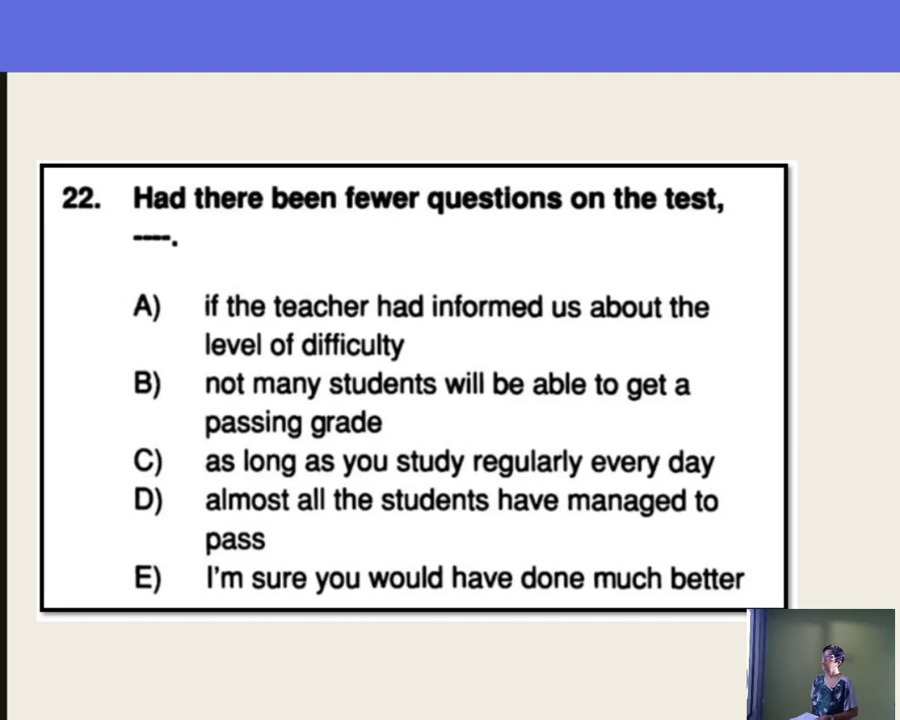 22. Had there been fewer questions on the test,
----.
A) if the teacher had informed us about the
level of difficulty
B) not many students will be able to get a
passing grade
C) as long as you study regularly every day
D) almost all the students have managed to
pass
E) I'm sure you would have done much better